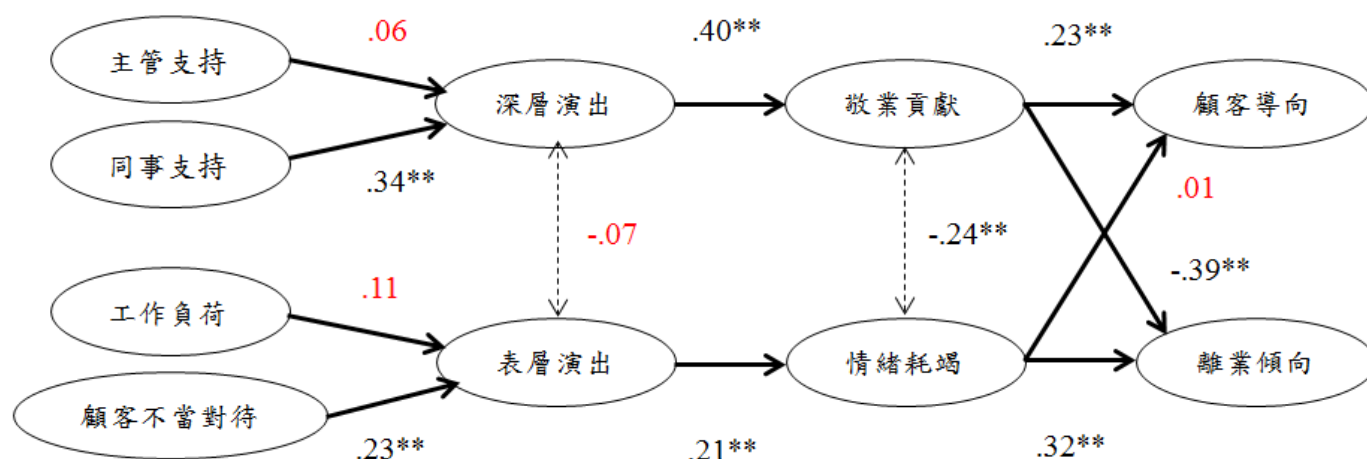 .06
.40**
.23**
主管支持
深層演出
敬業貢獻
顧客導向
同事支持
.34**
.01
-.07
-.24**
-.39**
.11
工作負荷
表層演出
情緒耗竭
離業傾向
顧客不當對待
.23**
.21**
.32**